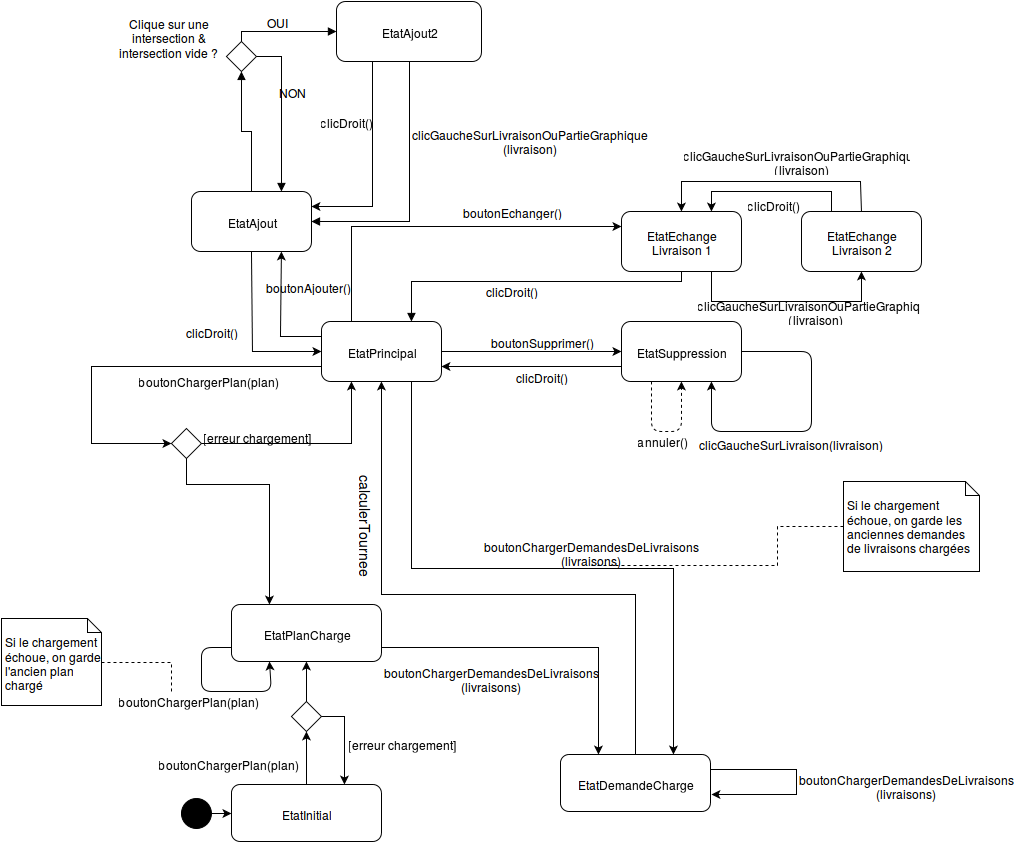 Clique sur une
intersection &
intersection vide ?
OUI
EtatAjout2
NON
clicDroit()
clicGaucheSurLivraisonOuPartieGraphique
(livraison)
clicGaucheSurLivraisonOuPartieGraphiqu
(livraison)
EtatAjout
boutonEchanger()
clicDroit()
EtatEchange
Livraison 1
EtatEchange
Livraison 2
boutonAjouter()
clicDroit()
clicGaucheSurLivraisonOuPartieGraphiq
(livraison)
clicDroit()
EtatPrincipal
boutonSupprimer()
EtatSuppression
clicDroit()
boutonChargerPlan(plan)
[erreur chargement]
annuler()
clicGaucheSurLivraison(livraison)
calculerTournee
Si le chargement
échoue, on garde les
anciennes demandes
de livraisons chargées
boutonChargerDemandesDeLivraisons
(livraisons)
EtatPlanCharge
Si le chargement
échoue, on garde
l'ancien plan
chargé
boutonChargerPlan(plan)
boutonChargerDemandesDeLivraisons
(livraisons)
[erreur chargement]
boutonChargerPlan(plan)
EtatDemandeCharge
boutonChargerDemandesDeLivraisons
(livraisons)
EtatInitial